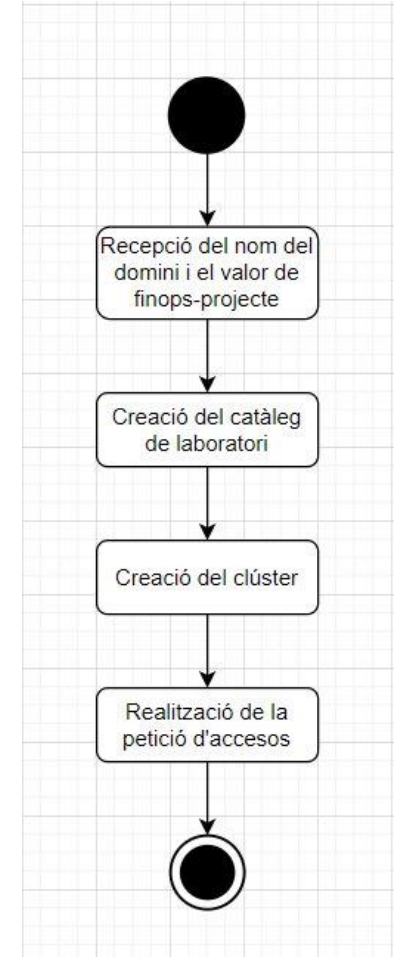 Recepció del nom del
domini i el valor de
finops-projecte
Creació del catàleg
de laboratori
Creació del clúster
Realització de la
petició d'accesos